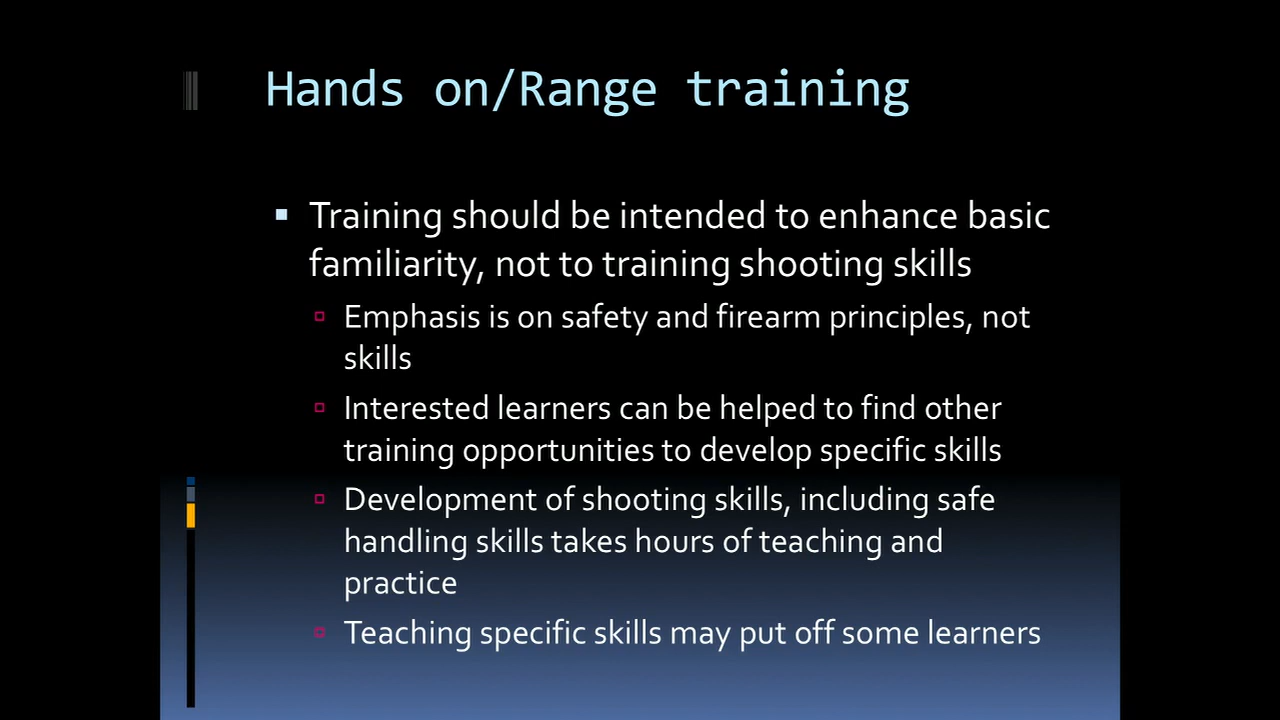 Hands on/Range training
Training should be intended to enhance basic
familiarity, not to training shooting skills
Emphasis is on safety and firearm principles, not
skills
Interested learners can be helped to find other
training opportunities to develop specific skills
Development of shooting skills, including safe
handling skills takes hours of teaching and
practice
Teaching specific skills may put off some learners